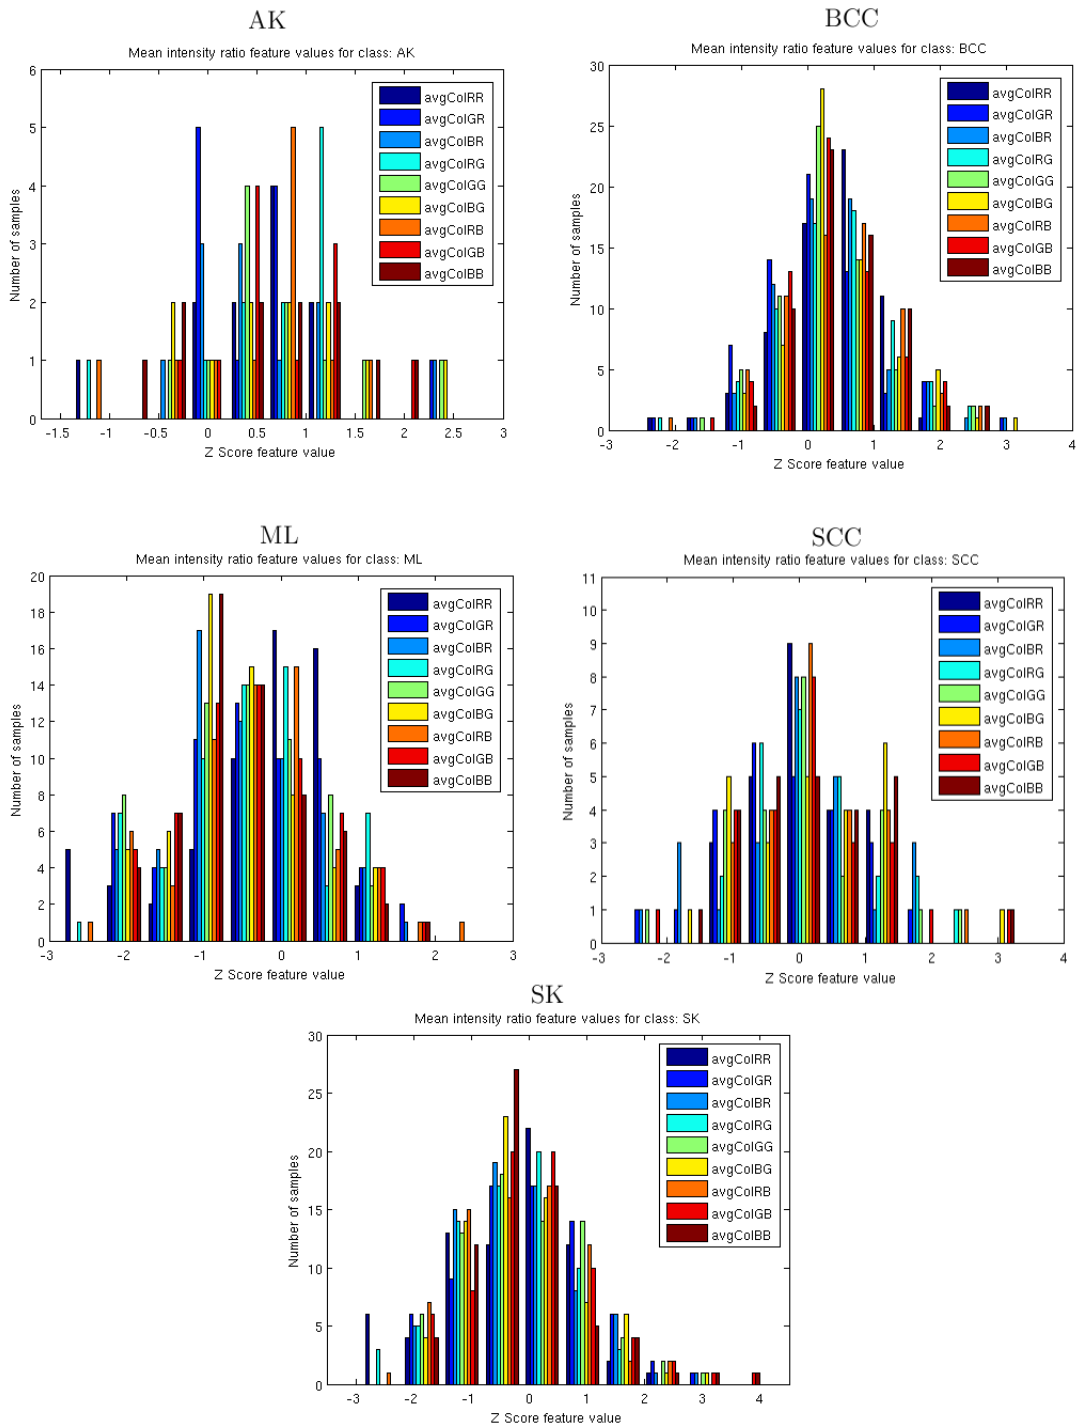 AK
Mean intensity ratio feature values for class: AK
6
5
4
3
2
1
0
Number of samples
-1.5 -1 -0.5 0 0.5 1 1.5 2 2.5 3
Z Score feature value
avgColRR
avgColGR
avgColBR
avgColRG
avgColGG
avgColBG
avgColRB
avgColGB
avgColBB
BCC
Mean intensity ratio feature values for class: BCC
30
25
20
15
10
5
0
Number of samples
-3 -2 -1 0 1 2 3 4
Z Score feature value
avgColRR
avgColGR
avgColBR
avgColRG
avgColGG
avgColBG
avgColRB
avgColGB
avgColBB
ML
Mean intensity ratio feature values for class: ML
20
18
16
14
12
10
8
6
4
2
0
Number of samples
-3 -2 -1 0 1 2 3
Z Score feature value
avgColRR
avgColGR
avgColBR
avgColRG
avgColGG
avgColBG
avgColRB
avgColGB
avgColBB
SCC
Mean intensity ratio feature values for class: SCC
11
10
9
8
7
6
5
4
3
2
1
0
Number of samples
-3 -2 -1 0 1 2 3 4
Z Score feature value
avgColRR
avgColGR
avgColBR
avgColRG
avgColGG
avgColBG
avgColRB
avgColGB
avgColBB
SK
Mean intensity ratio feature values for class: SK
30
25
20
15
10
5
0
Number of samples
-3 -2 -1 0 1 2 3 4
Z Score feature value
avgColRR
avgColGR
avgColBR
avgColRG
avgColGG
avgColBG
avgColRB
avgColGB
avgColBB